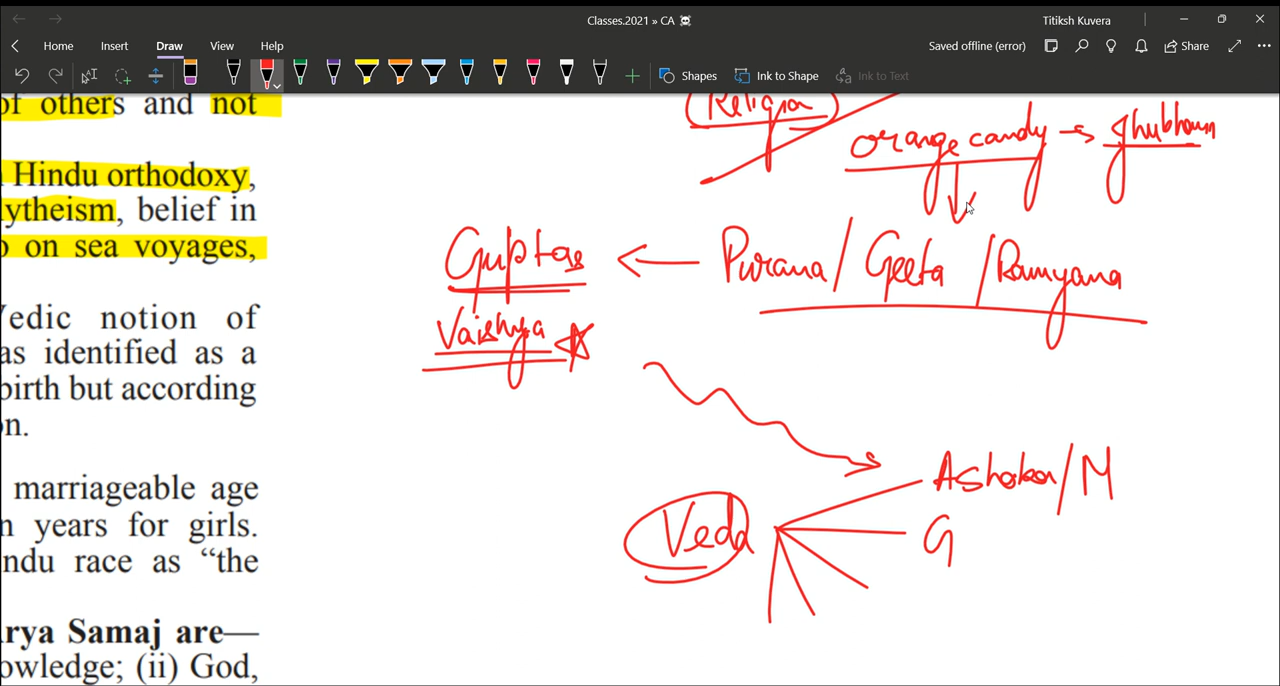 Classes.2021 » CA
Titiksh Kuvera
Home Insert Draw View Help
Saved offline (error)
Share
Shapes
Ink to Shape
Ink to Text
of others and not
Hindu orthodoxy,
lytheism, belief in
o on sea voyages,
Vedic notion of
as identified as a
birth but according
on.
marriageable age
n years for girls.
ndu race as “the
rya Samaj are—
owledge; (ii) God,
Religion
orange candy →
Guptas ← Purana / Geeta / Ramyana
Vaishya
Ashoka / M
Veda
G